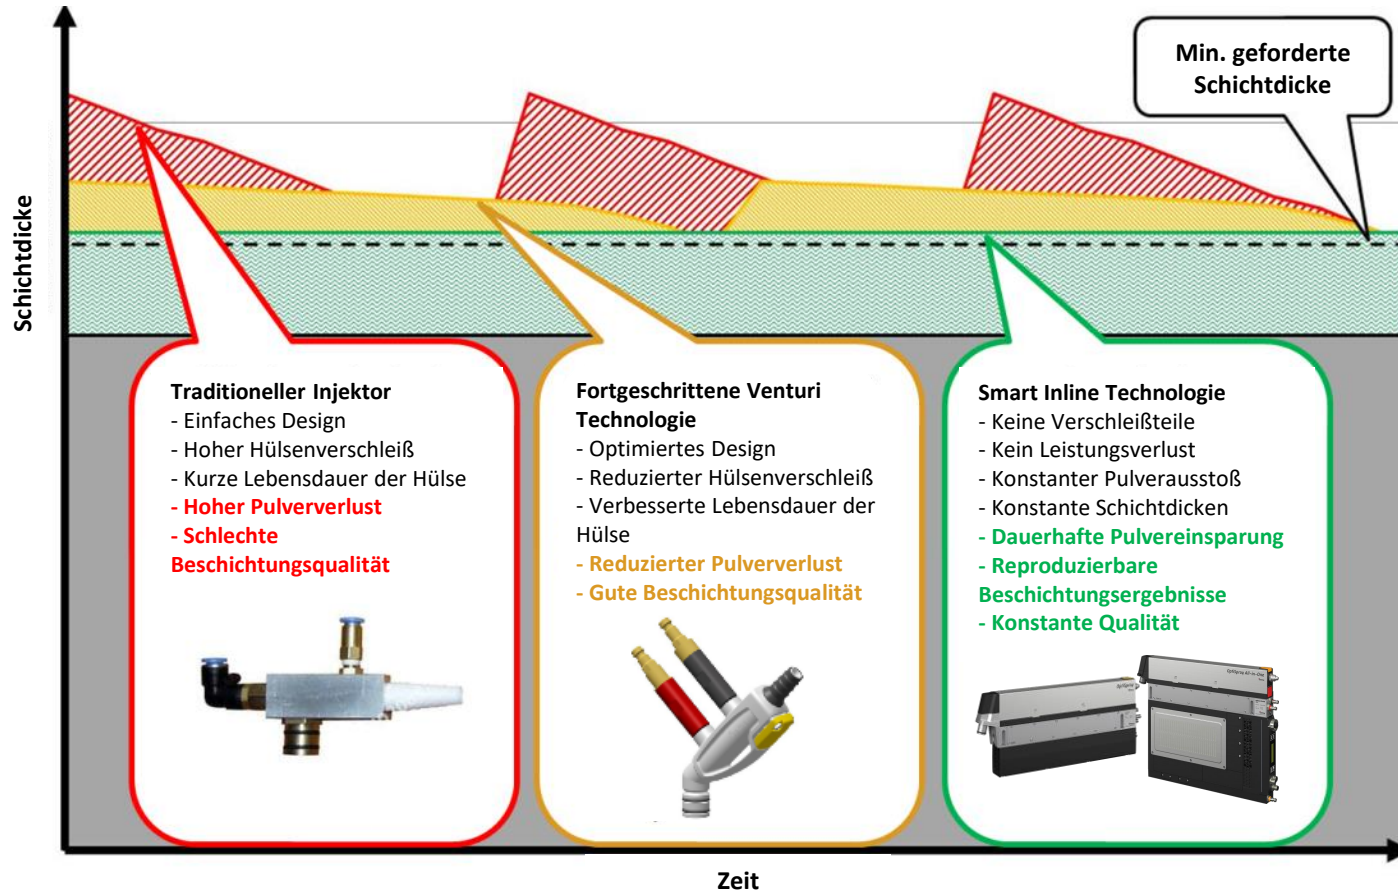 Min. geforderte
Schichtdicke
Schichtdicke
Traditioneller Injektor
- Einfaches Design
- Hoher Hülsenverschleiß
- Kurze Lebensdauer der Hülse
- Hoher Pulververlust
- Schlechte
Beschichtungsqualität
Fortgeschrittene Venturi
Technologie
- Optimiertes Design
- Reduzierter Hülsenverschleiß
- Verbesserte Lebensdauer der
Hülse
- Reduzierter Pulververlust
- Gute Beschichtungsqualität
Smart Inline Technologie
- Keine Verschleißteile
- Kein Leistungsverlust
- Konstanter Pulverausstoß
- Konstante Schichtdicken
- Dauerhafte Pulvereinsparung
- Reproduzierbare
Beschichtungsergebnisse
- Konstante Qualität
Zeit